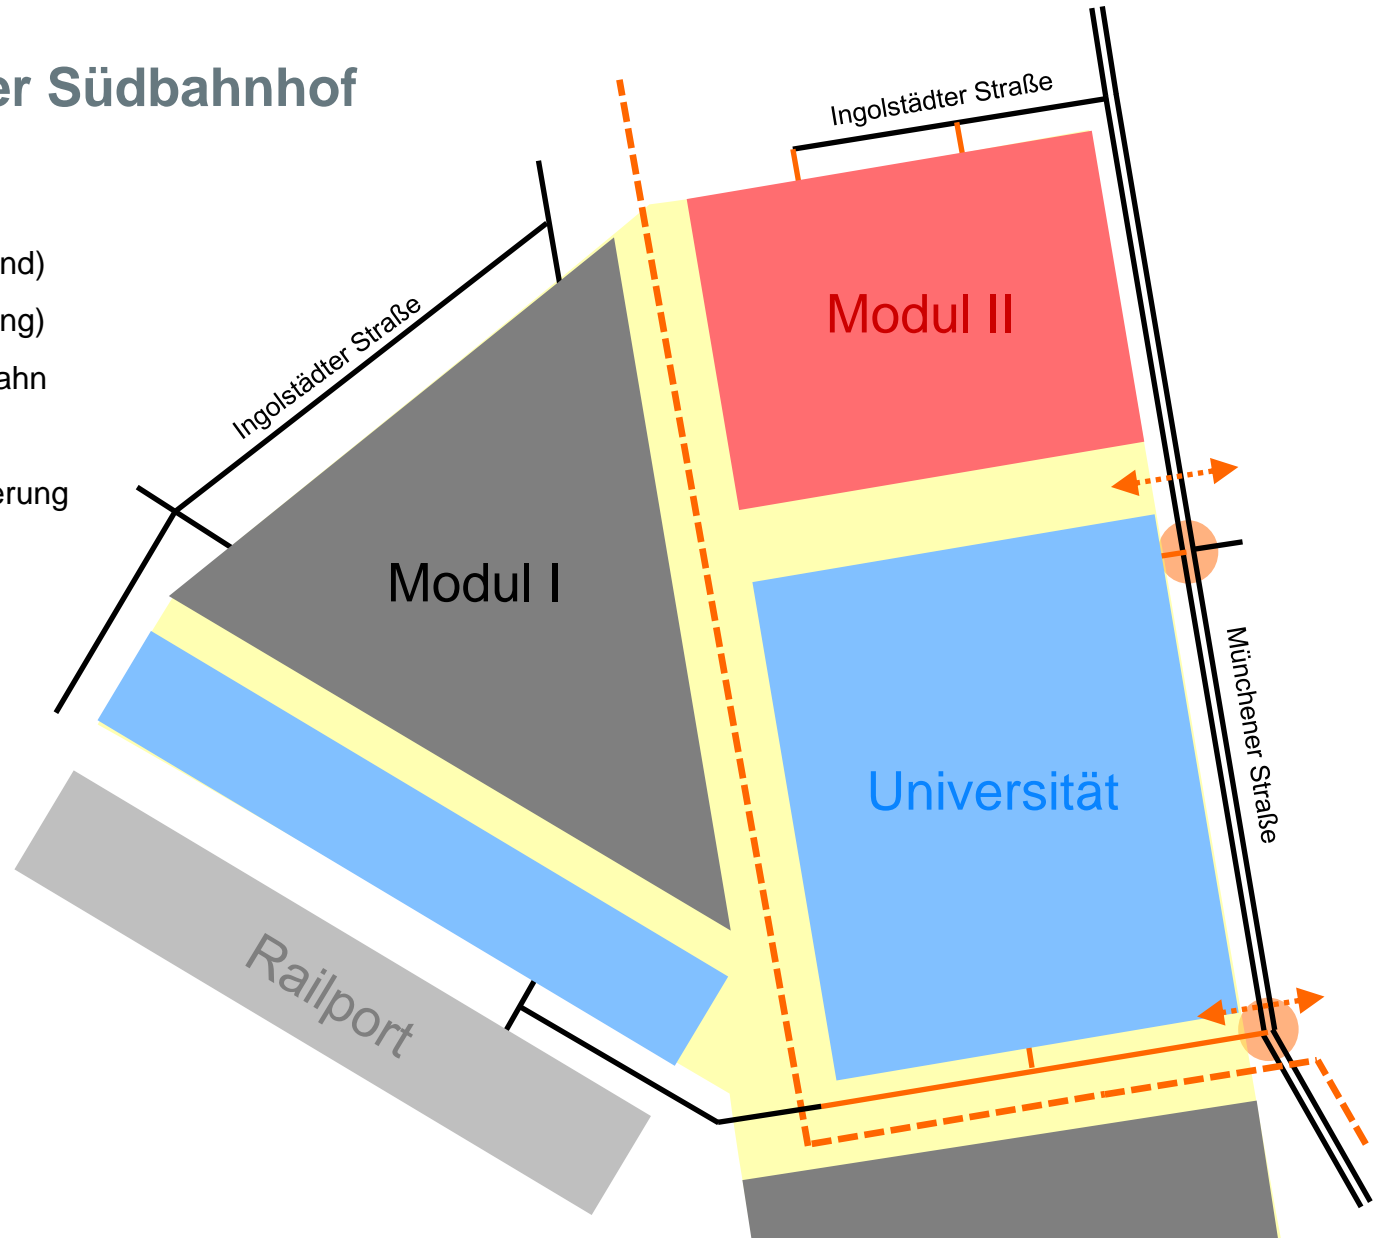 er Südbahnhof
Ingolstädter Straße
nd)
ng)
ahn
erung
Ingolstädter Straße
Modul II
Modul I
Münchener Straße
Universität
Railport